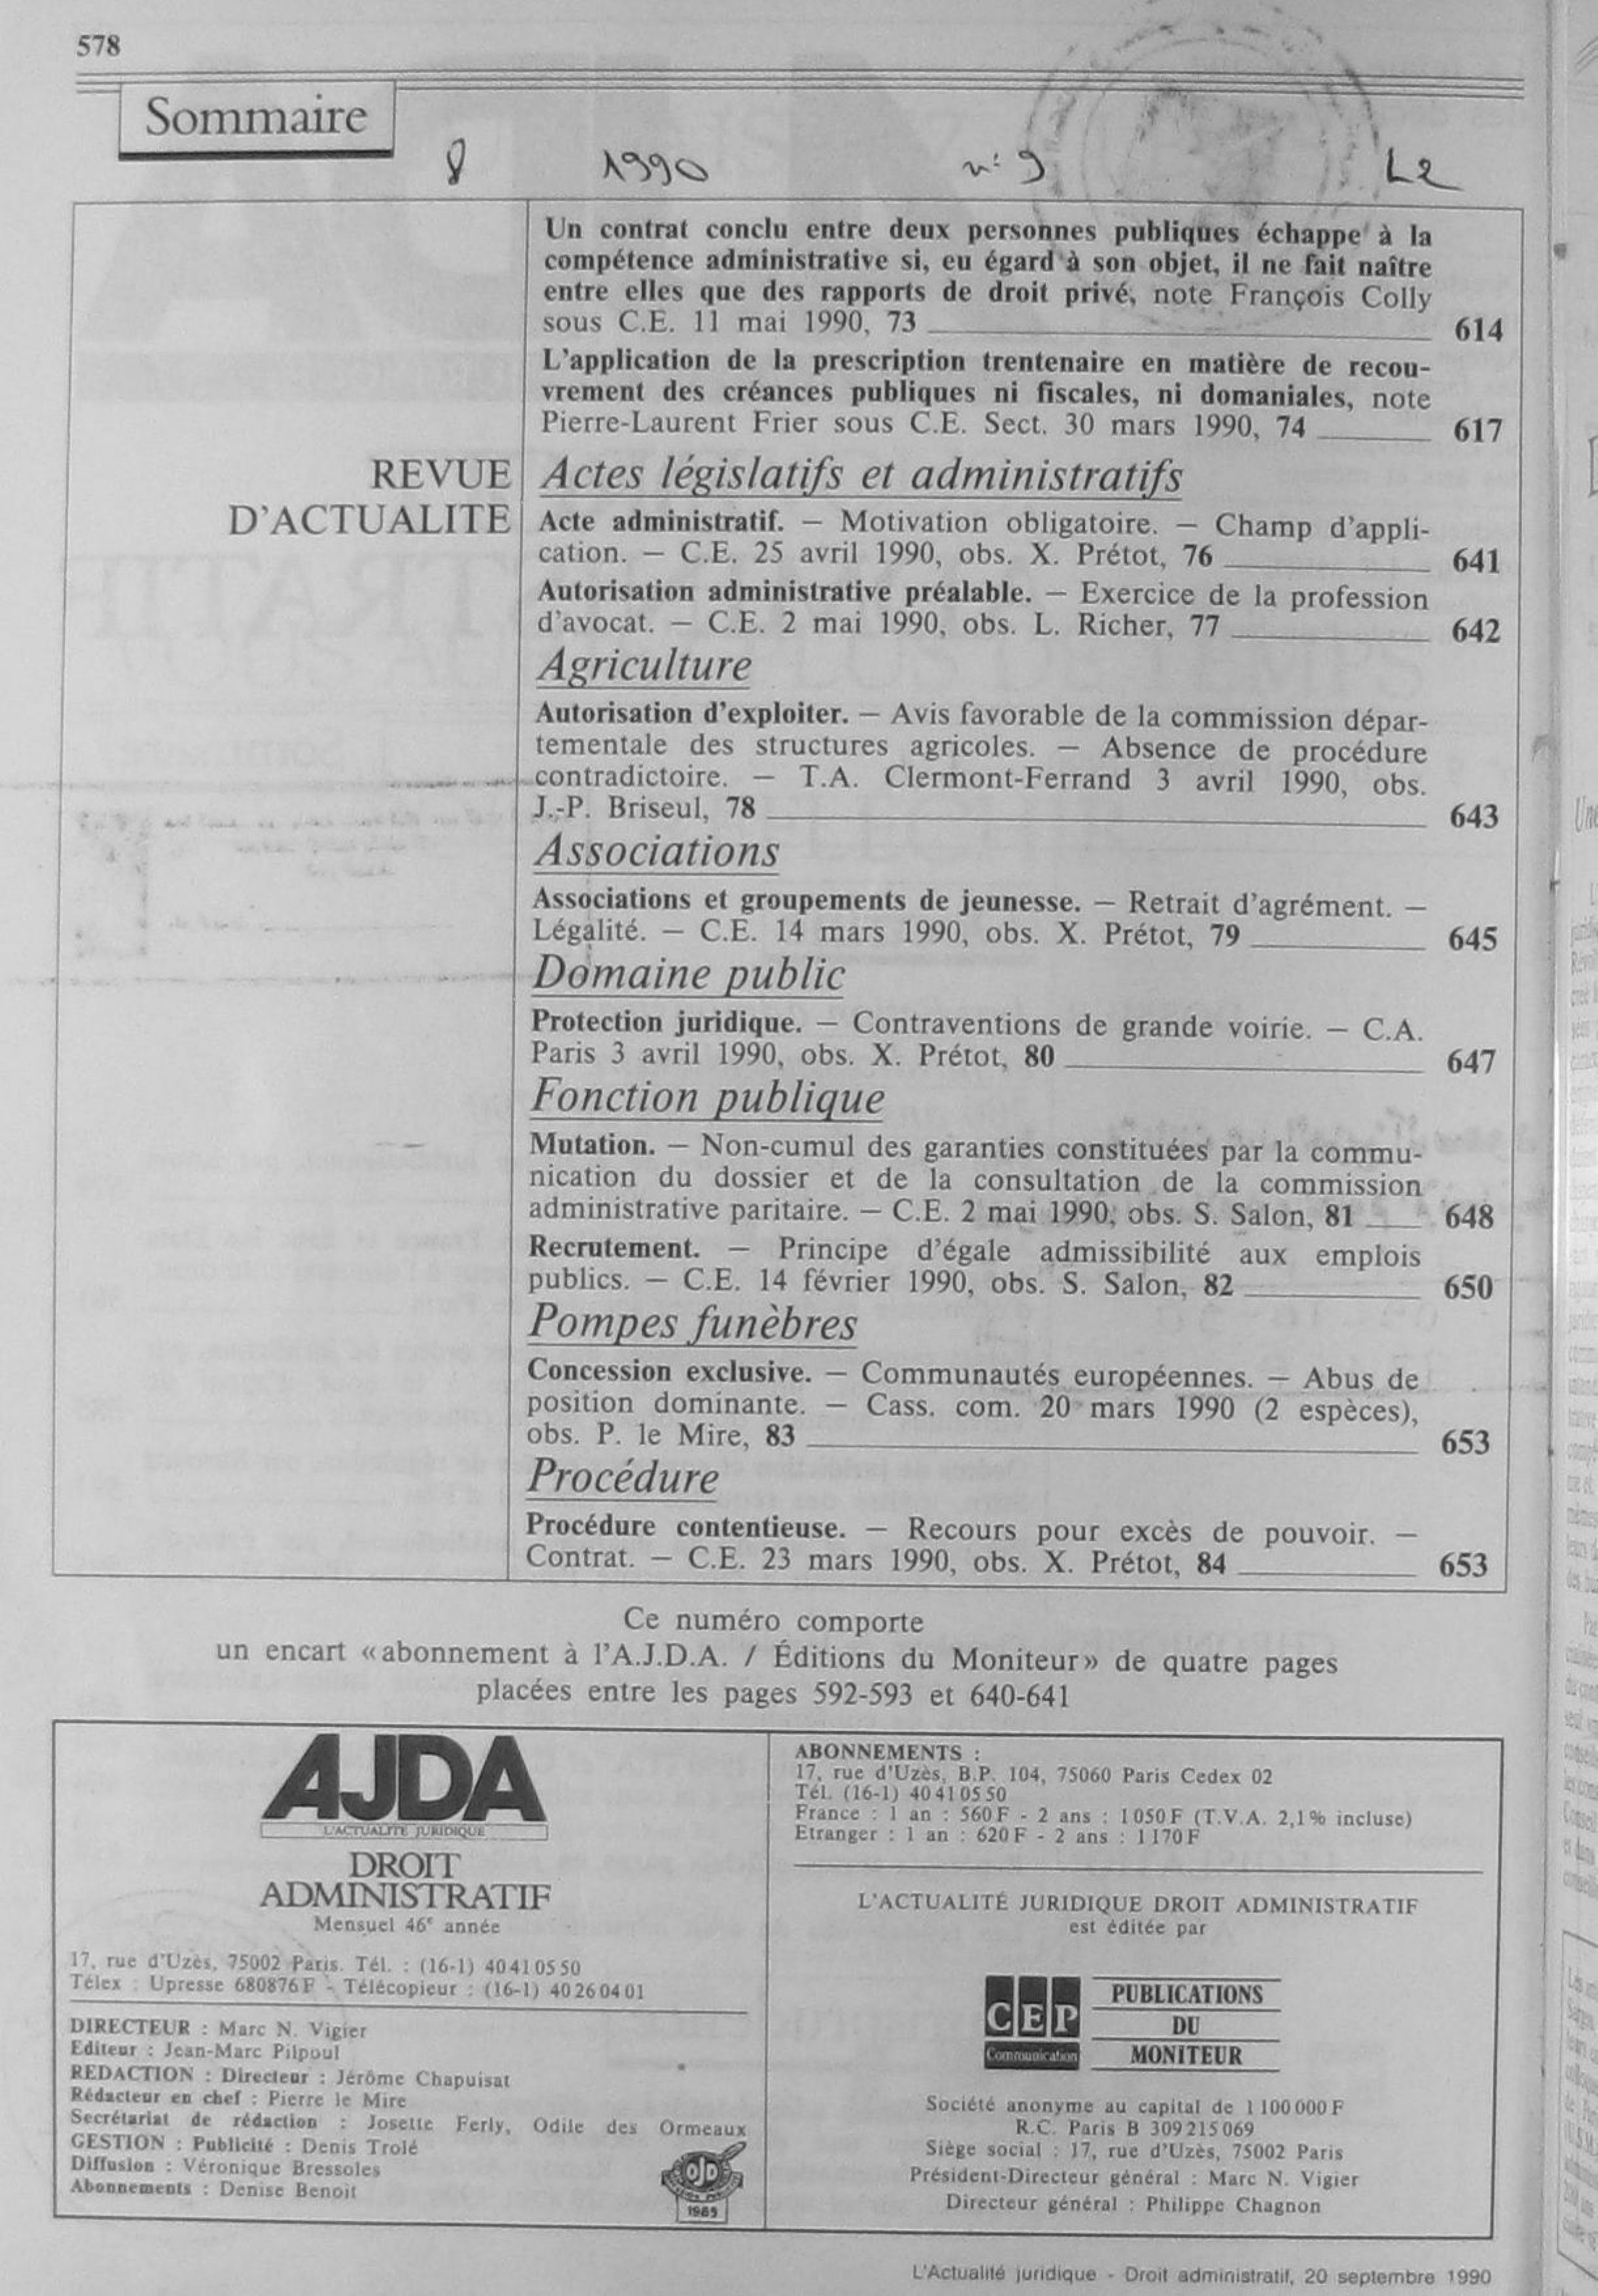 578
Sommaire
8 1990 n: 9 L2
Un contrat conclu entre deux personnes publiques échappe à la
compétence administrative si, eu égard à son objet, il ne fait naître
entre elles que des rapports de droit privé, note François Colly
sous C.E. 11 mai 1990, 73 614
L'application de la prescription trentenaire en matière de recou-
vrement des créances publiques ni fiscales, ni domaniales, note
Pierre-Laurent Frier sous C.E. Sect. 30 mars 1990, 74 617
REVUE
D'ACTUALITE
Actes législatifs et administratifs
Acte administratif. — Motivation obligatoire. — Champ d'appli-
cation. — C.E. 25 avril 1990, obs. X. Prétot, 76 641
Autorisation administrative préalable. — Exercice de la profession
d'avocat. — C.E. 2 mai 1990, obs. L. Richer, 77 642
Agriculture
Autorisation d'exploiter. — Avis favorable de la commission dépar-
tementale des structures agricoles. — Absence de procédure
contradictoire. — T.A. Clermont-Ferrand 3 avril 1990, obs.
J.-P. Briseul, 78 643
Associations
Associations et groupements de jeunesse. — Retrait d'agrément. —
Légalité. — C.E. 14 mars 1990, obs. X. Prétot, 79 645
Domaine public
Protection juridique. — Contraventions de grande voirie. — C.A.
Paris 3 avril 1990, obs. X. Prétot, 80 647
Fonction publique
Mutation. — Non-cumul des garanties constituées par la commu-
nication du dossier et de la consultation de la commission
administrative paritaire. — C.E. 2 mai 1990, obs. S. Salon, 81 648
Recrutement. — Principe d'égale admissibilité aux emplois
publics. — C.E. 14 février 1990, obs. S. Salon, 82 650
Pompes funèbres
Concession exclusive. — Communautés européennes. — Abus de
position dominante. — Cass. com. 20 mars 1990 (2 espèces),
obs. P. le Mire, 83 653
Procédure
Procédure contentieuse. — Recours pour excès de pouvoir. —
Contrat. — C.E. 23 mars 1990, obs. X. Prétot, 84 653
Ce numéro comporte
un encart «abonnement à l'A.J.D.A. / Éditions du Moniteur» de quatre pages
placées entre les pages 592-593 et 640-641
AJDA
L'ACTUALITE JURIDIQUE
DROIT
ADMINISTRATIF
Mensuel 46e année
17, rue d'Uzès, 75002 Paris. Tél. : (16-1) 40 41 05 50
Télex : Upresse 680876 F - Télécopieur : (16-1) 40 26 04 01
DIRECTEUR : Marc N. Vigier
Editeur : Jean-Marc Pilpoul
REDACTION : Directeur : Jérôme Chapuisat
Rédacteur en chef : Pierre le Mire
Secrétariat de rédaction : Josette Ferly, Odile des Ormeaux
GESTION : Publicité : Denis Trolé
Diffusion : Véronique Bressoles
Abonnements : Denise Benoit
OJD
1985
ABONNEMENTS :
17, rue d'Uzès, B.P. 104, 75060 Paris Cedex 02
Tél. (16-1) 40 41 05 50
France : 1 an : 560 F - 2 ans : 1 050 F (T.V.A. 2,1% incluse)
Etranger : 1 an : 620 F - 2 ans : 1 170 F
L'ACTUALITÉ JURIDIQUE DROIT ADMINISTRATIF
est éditée par
CEP
Communication
PUBLICATIONS
DU
MONITEUR
Société anonyme au capital de 1 100 000 F
R.C. Paris B 309 215 069
Siège social : 17, rue d'Uzès, 75002 Paris
Président-Directeur général : Marc N. Vigier
Directeur général : Philippe Chagnon
L'Actualité juridique - Droit administratif, 20 septembre 1990